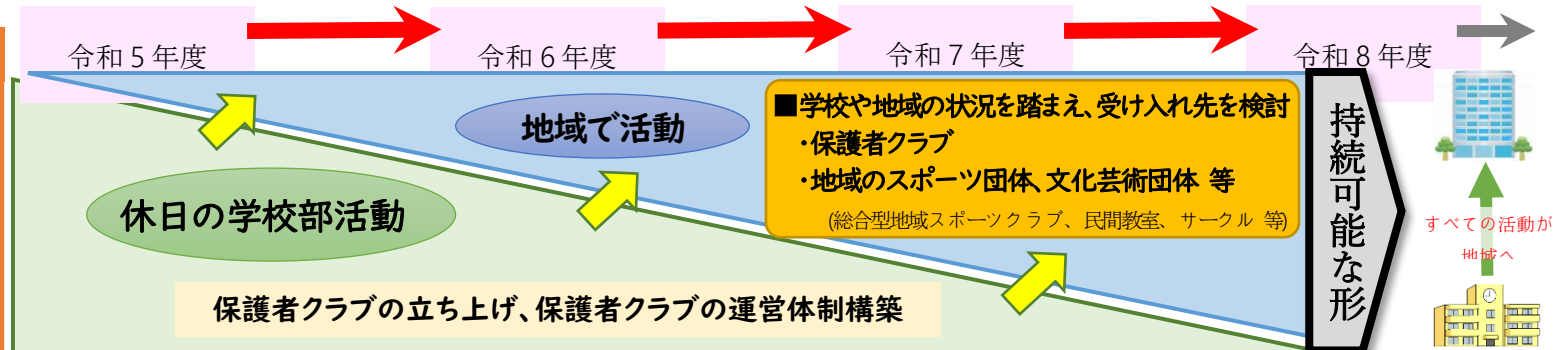 令和5年度
令和6年度
令和7年度
令和8年度
地域で活動
■学校や地域の状況を踏まえ、受け入れ先を検討
・保護者クラブ
・地域のスポーツ団体、文化芸術団体 等
(総合型地域スポーツクラブ、民間教室、サークル 等)
休日の学校部活動
保護者クラブの立ち上げ、保護者クラブの運営体制構築
持続可能な形
すべての活動が
地域へ